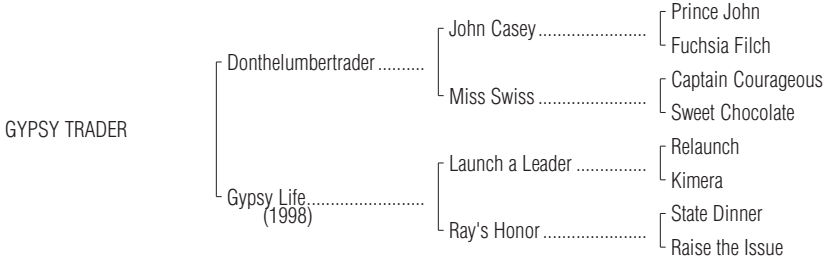 Prince John
John Casey
Fuchsia Filch
Donthelumbertrader
Captain Courageous
Miss Swiss
Sweet Chocolate
GYPSY TRADER
Relaunch
Launch a Leader
Kimera
Gypsy Life
(1998)
State Dinner
Ray's Honor
Raise the Issue